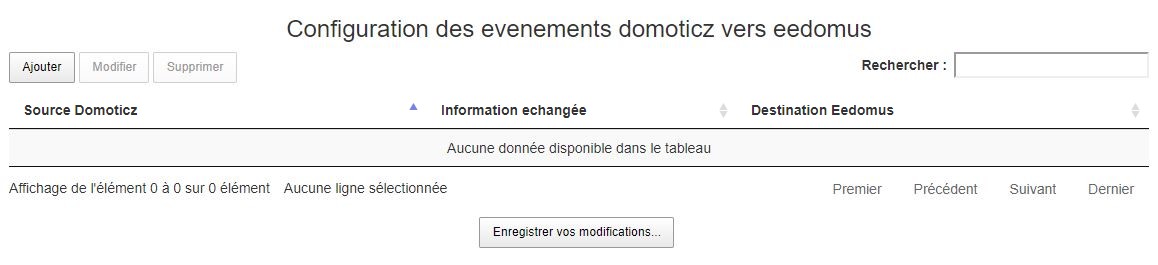 Configuration des evenements domoticz vers eedomus
Ajouter Modifier Supprimer Rechercher :
Source Domoticz Information echangée Destination Eedomus
Aucune donnée disponible dans le tableau
Affichage de l'élément 0 à 0 sur 0 élément Aucune ligne sélectionnée Premier Précédent Suivant Dernier
Enregistrer vos modifications...